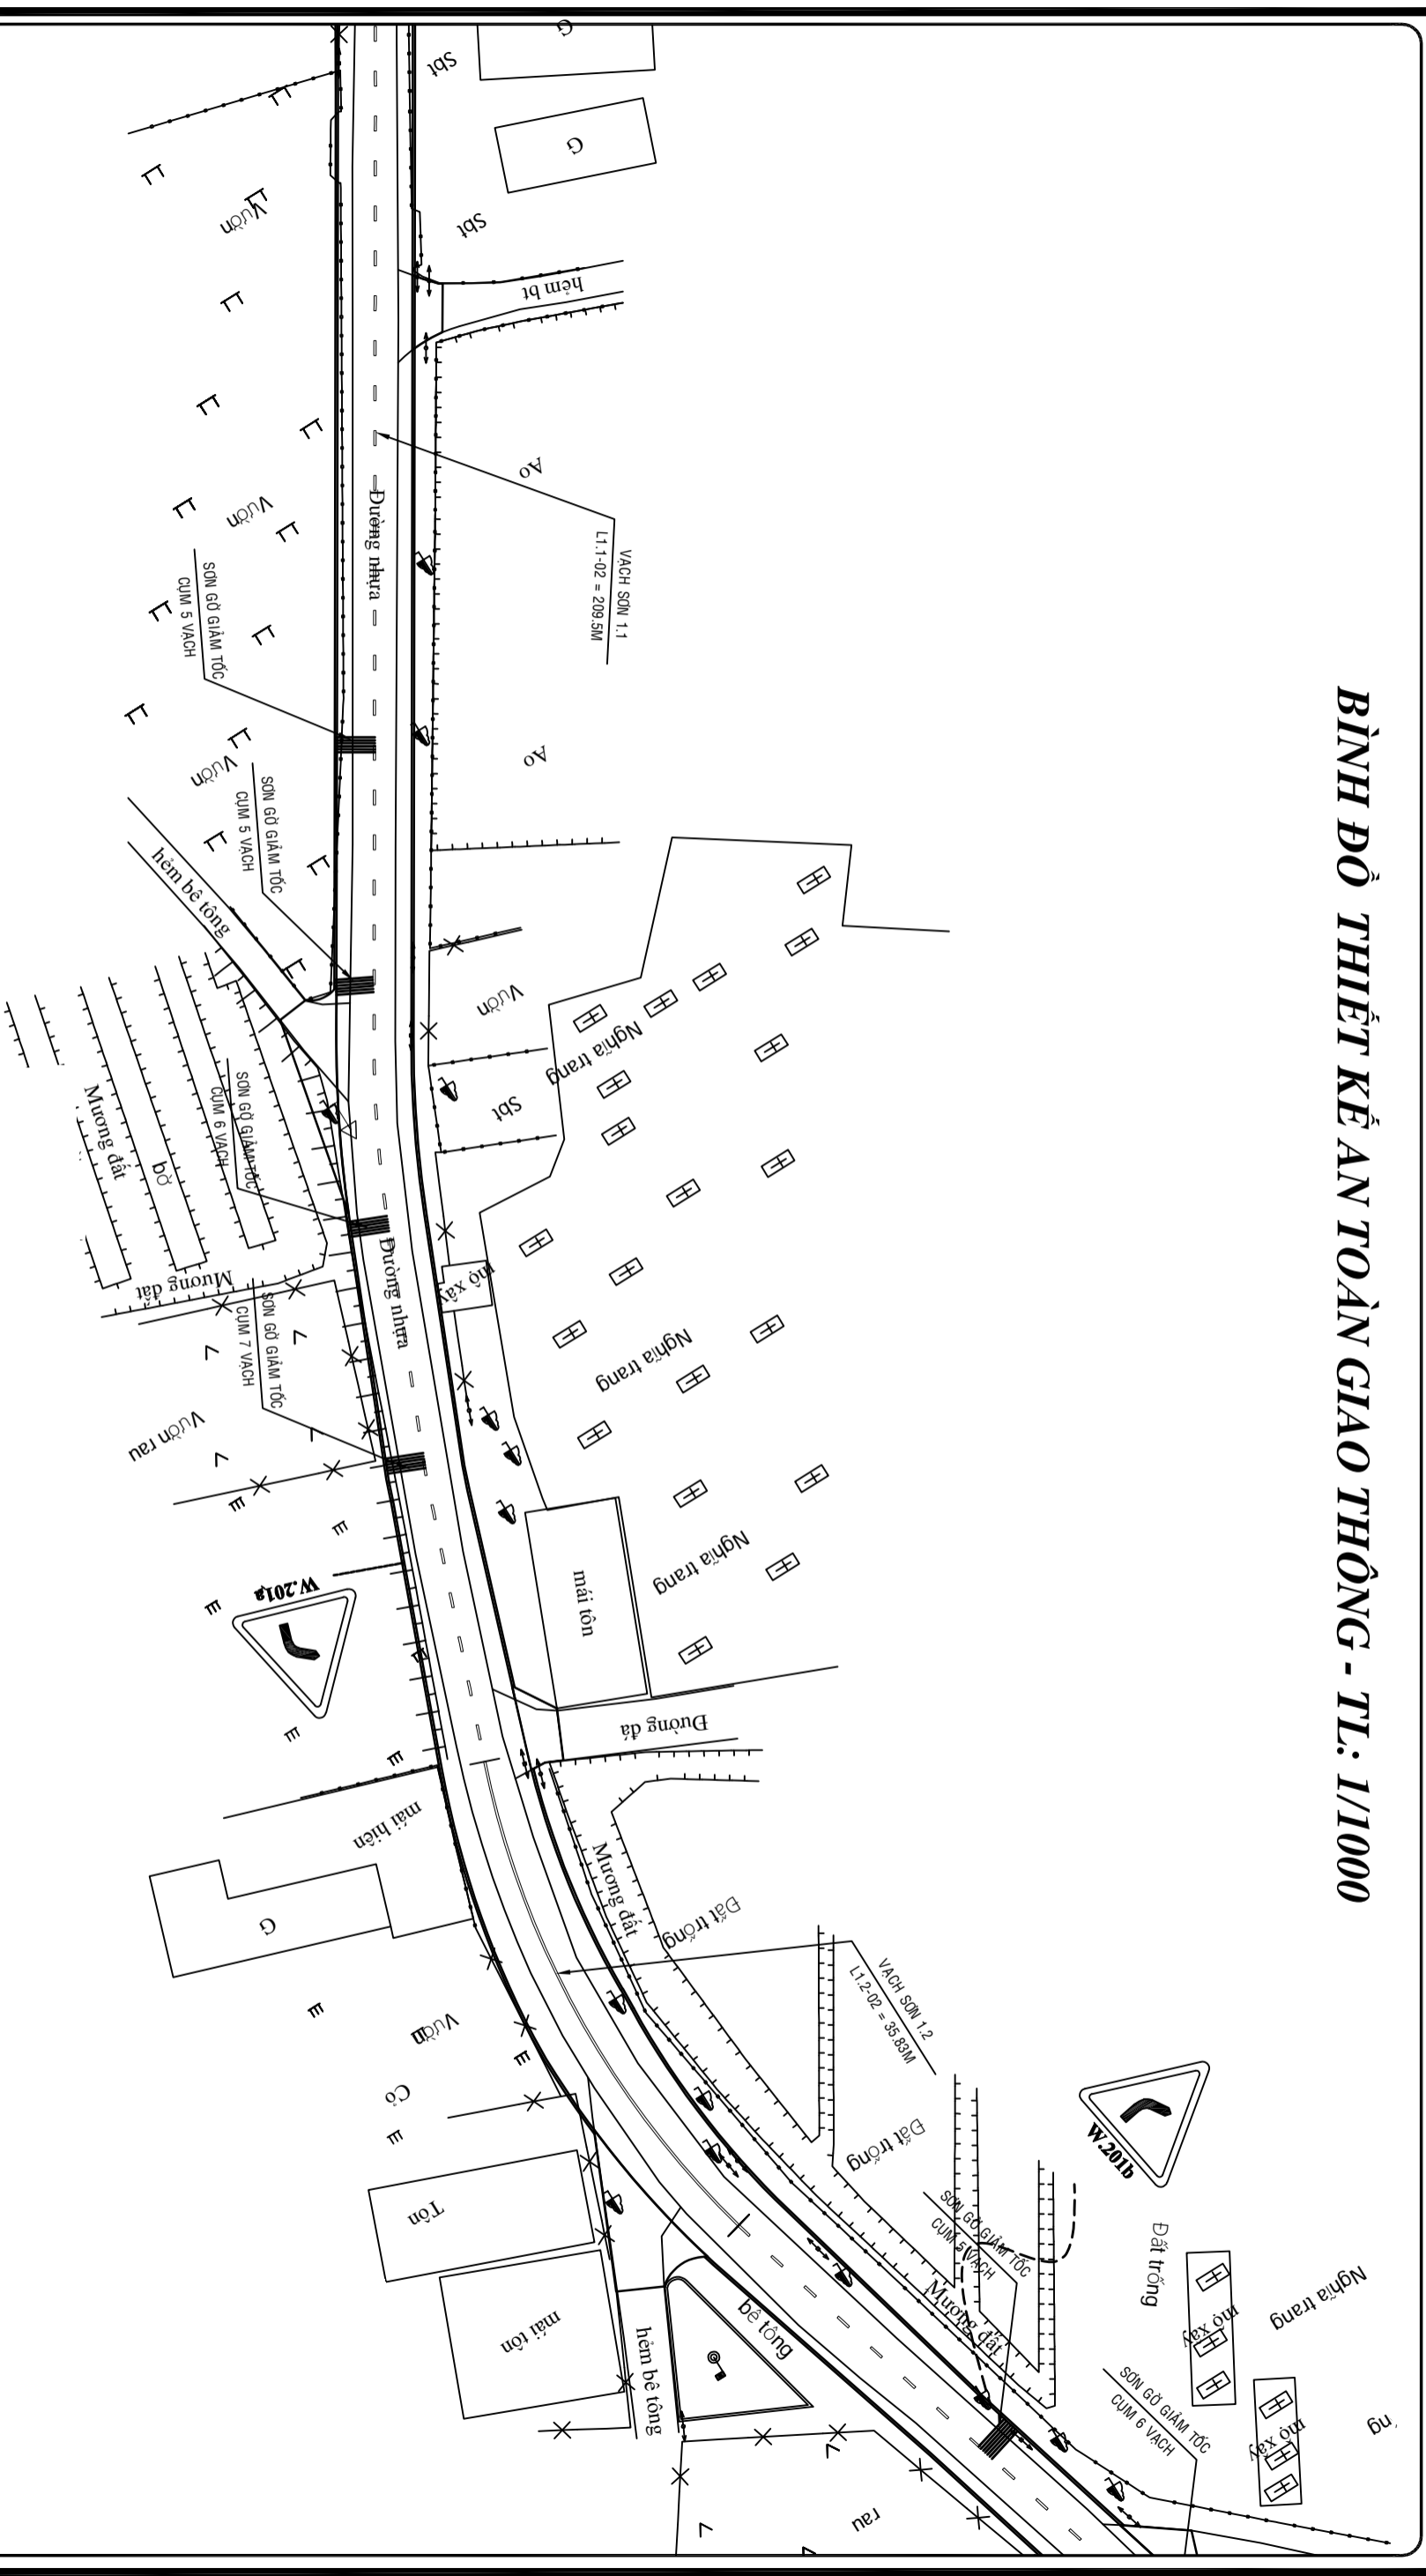 BÌNH ĐỒ THIẾT KẾ AN TOÀN GIAO THÔNG - TL: 1/1000
G
Sbt
G
Vườn
Sbt
hẻm bt
Ao
Vườn
Đường nhựa
VẠCH SƠN 1.1
L1.1-02 = 209.5M
SƠN GỜ GIẢM TỐC
CỤM 5 VẠCH
Ao
Vườn
SƠN GỜ GIẢM TỐC
CỤM 5 VẠCH
hẻm bê tông
Vườn
Nghĩa trang
Sbt
SƠN GỜ GIẢM TỐC
CỤM 6 VẠCH
Mương đất
bờ
Mương đất
Đường nhựa
mộ xây
SƠN GỜ GIẢM TỐC
CỤM 7 VẠCH
Nghĩa trang
Vườn rau
Nghĩa trang
mái tôn
W.201a
Đường đá
mái hiên
G
Mương đất
Đất trống
VẠCH SƠN 1.2
L1.2-02 = 35.83M
Vườn
Cỏ
Đất trống
W.201b
Tôn
SƠN GỜ GIẢM TỐC
CỤM 5 VẠCH
Đất trống
Nghĩa trang
mộ xây
Mương đất
mái tôn
hẻm bê tông
bê tông
SƠN GỜ GIẢM TỐC
CỤM 6 VẠCH
mộ xây
ng
rau